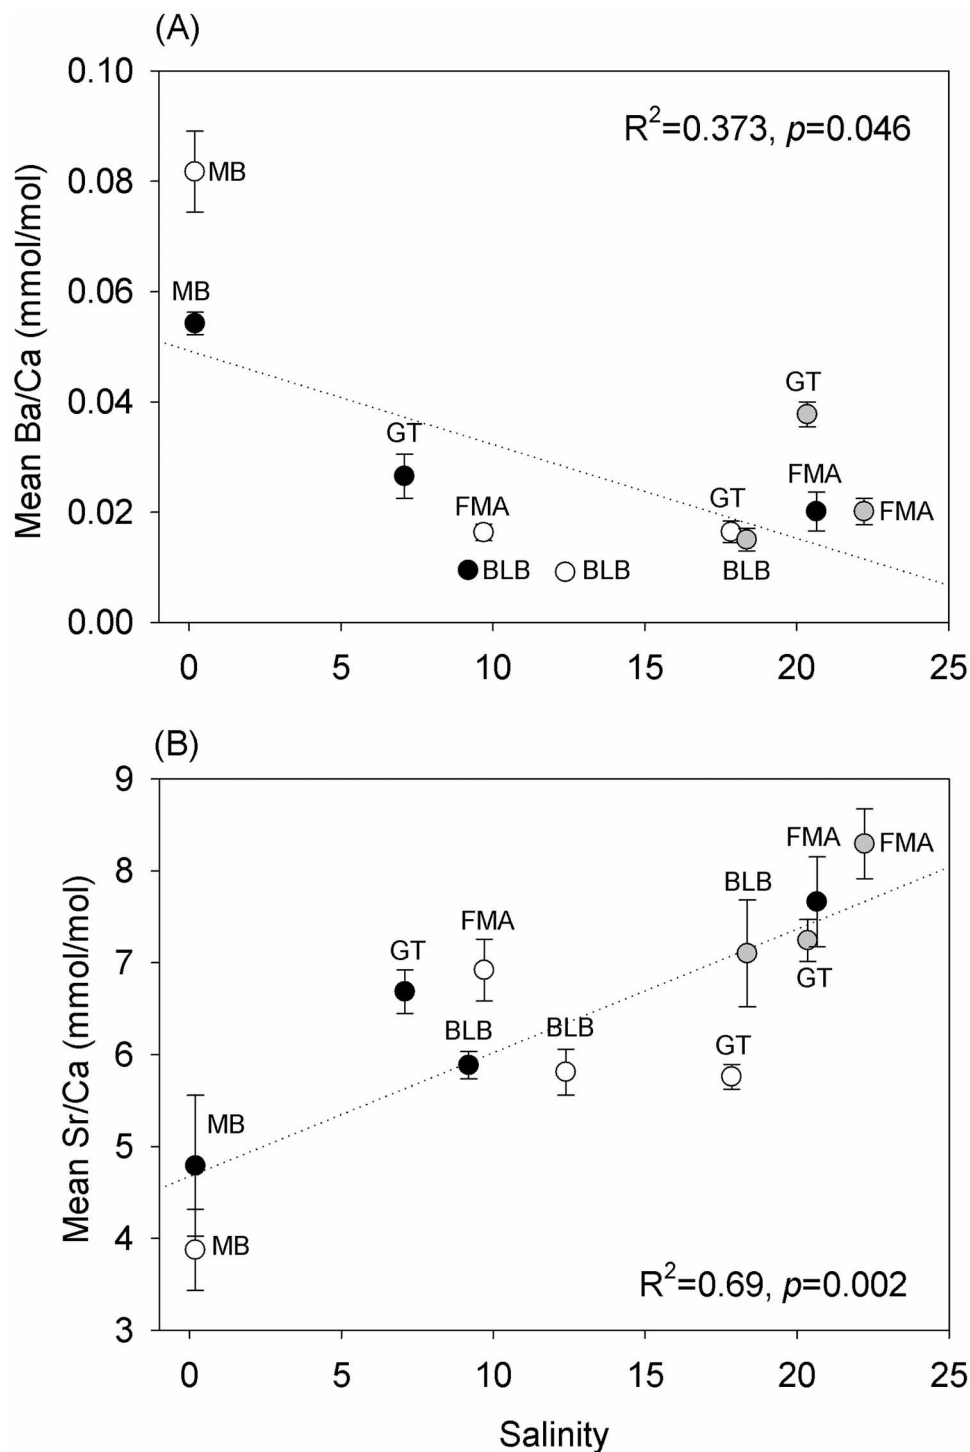 (A)
0.10
R²=0.373, p=0.046
0.08
MB
0.06
MB
Mean Ba/Ca (mmol/mol)
0.04
GT
GT
FMA
GT
FMA
0.02
FMA
BLB
BLB
BLB
0.00
0 5 10 15 20 25
(B)
9
FMA
FMA
8
BLB
FMA
GT
7
GT
Mean Sr/Ca (mmol/mol)
BLB
BLB
GT
6
MB
5
4
MB
R²=0.69, p=0.002
3
0 5 10 15 20 25
Salinity